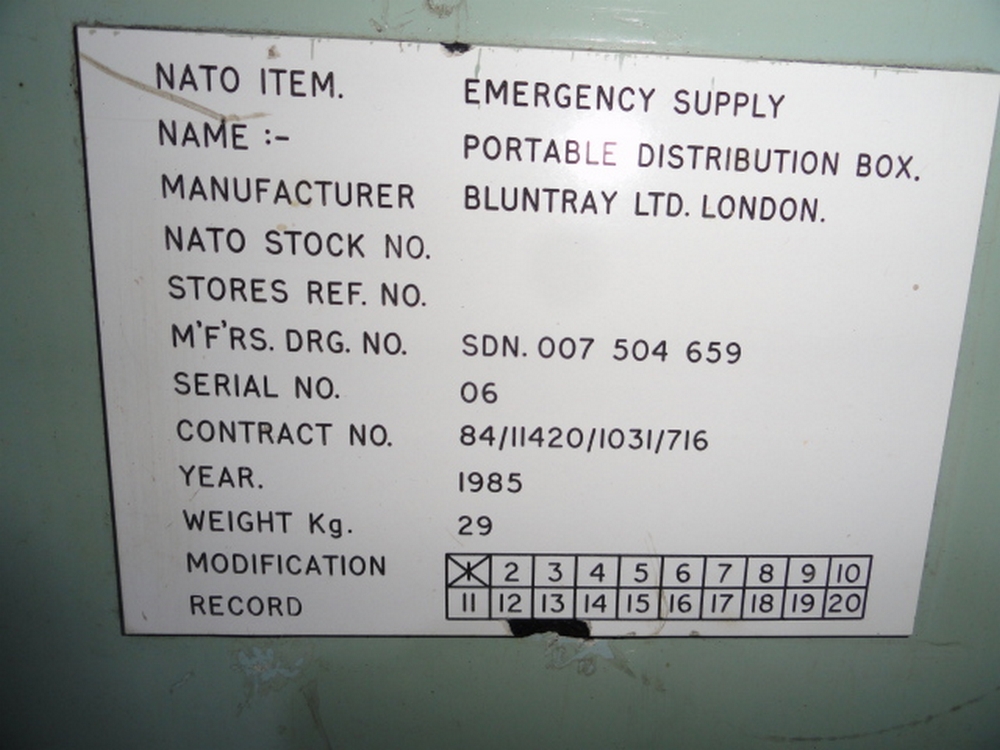 NATO ITEM. EMERGENCY SUPPLY
NAME :- PORTABLE DISTRIBUTION BOX.
MANUFACTURER BLUNTRAY LTD. LONDON.
NATO STOCK NO.
STORES REF. NO.
M'F'RS. DRG. NO. SDN. 007 504 659
SERIAL NO. 06
CONTRACT NO. 84/11420/1031/716
YEAR. 1985
WEIGHT Kg. 29
MODIFICATION 1 2 3 4 5 6 7 8 9 10
RECORD 11 12 13 14 15 16 17 18 19 20